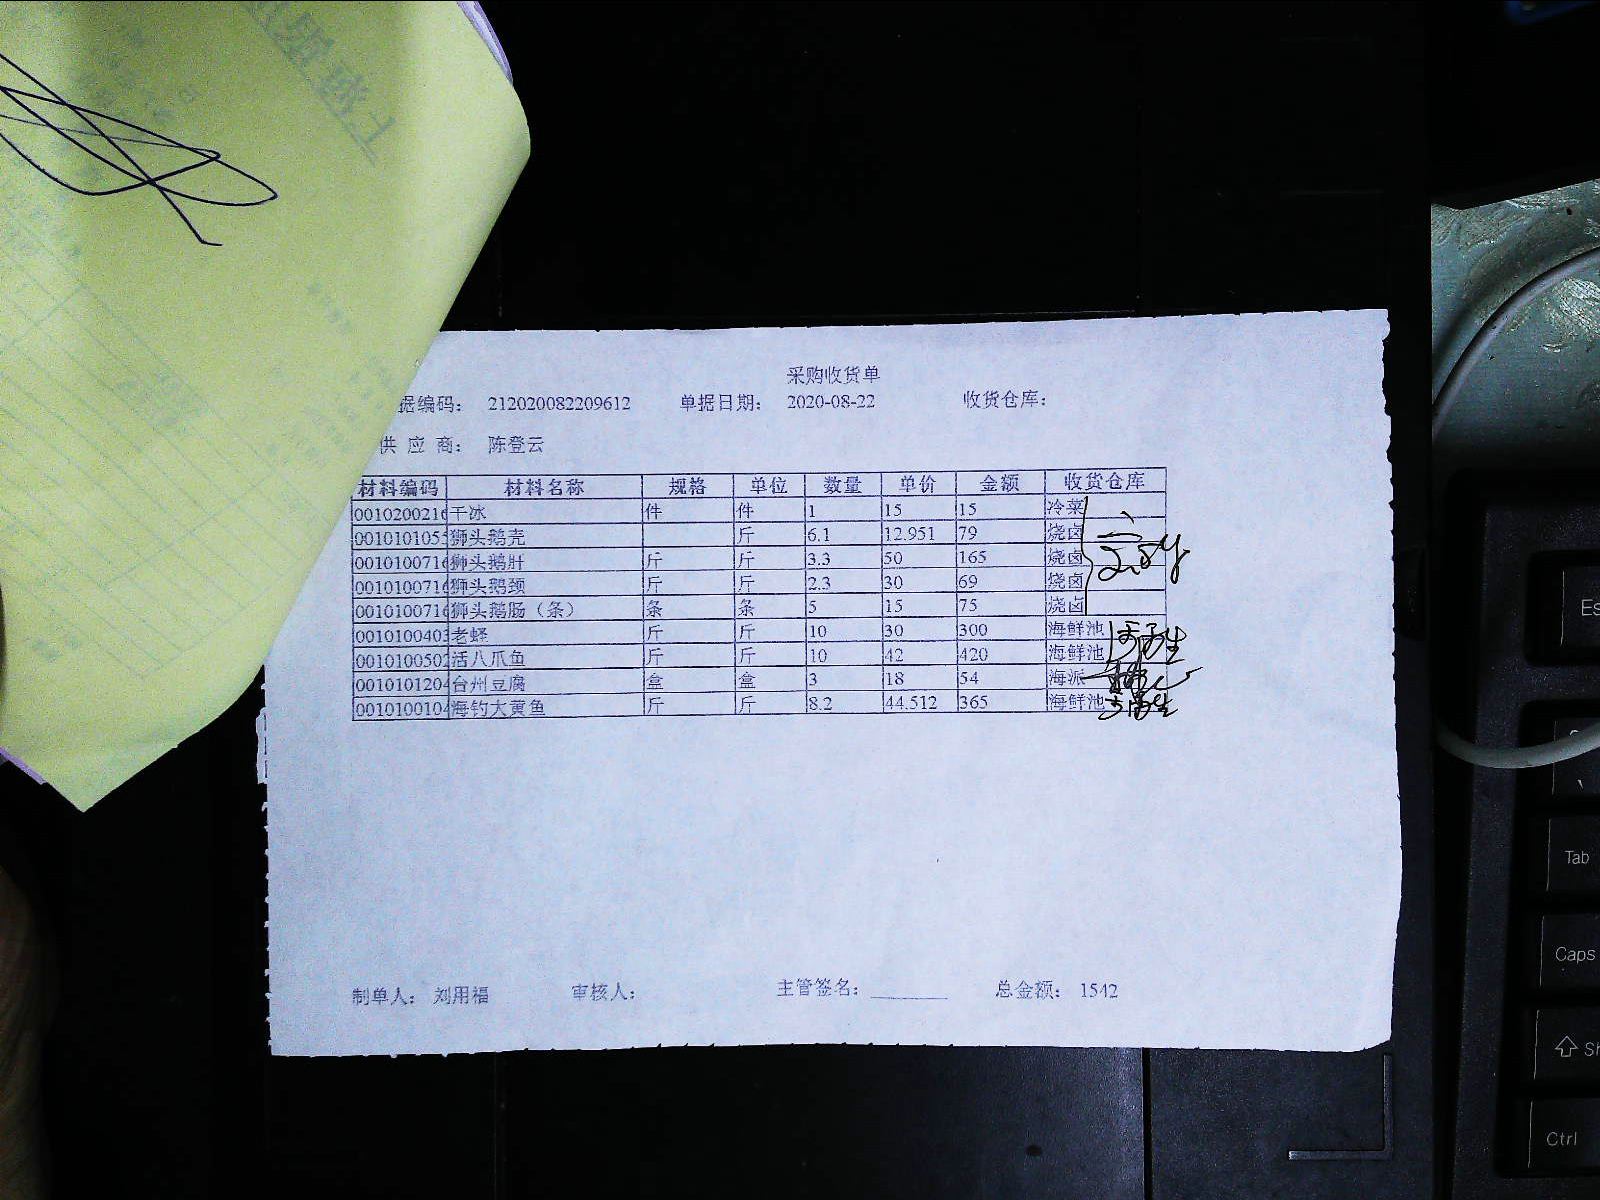 采购收货单
据编码： 212020082209612 单据日期： 2020-08-22 收货仓库：
供 应 商： 陈登云
材料编码 材料名称 规格 单位 数量 单价 金额 收货仓库
001020021 干冰 件 件 1 15 15 冷菜
001010105 狮头鹅壳 斤 6.1 12.951 79 烧卤
001010071 狮头鹅肝 斤 斤 3.3 50 165 烧卤
001010071 狮头鹅颈 斤 斤 2.3 30 69 烧卤
001010071 狮头鹅肠（条） 条 条 5 15 75 烧卤
001010040 老蛏 斤 斤 10 30 300 海鲜池
001010050 活八爪鱼 斤 斤 10 42 420 海鲜池
001010120 台州豆腐 盒 盒 3 18 54 海派
001010010 海钓大黄鱼 斤 斤 8.2 44.512 365 海鲜池
制单人： 刘用福 审核人： 主管签名： 总金额： 1542
Tab
Caps
Ctrl